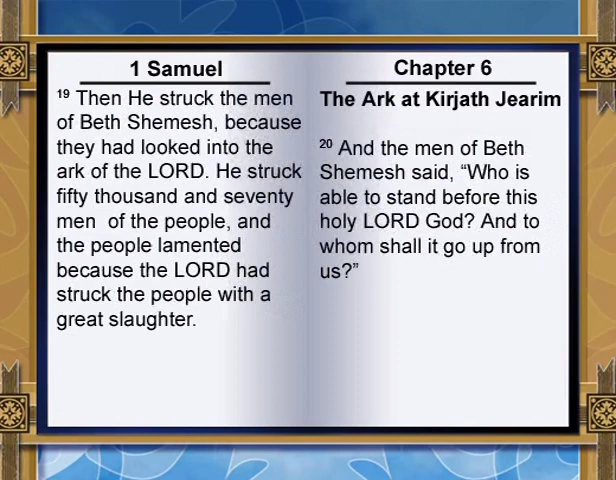 1 Samuel
19 Then He struck the men
of Beth Shemesh, because
they had looked into the
ark of the LORD. He struck
fifty thousand and seventy
men of the people, and
the people lamented
because the LORD had
struck the people with a
great slaughter.
Chapter 6
The Ark at Kirjath Jearim
20 And the men of Beth
Shemesh said, “Who is
able to stand before this
holy LORD God? And to
whom shall it go up from
us?”